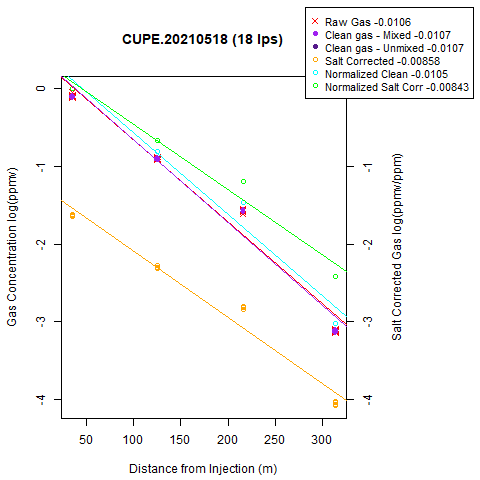 CUPE.20210518 (18 lps)
Raw Gas -0.0106
Clean gas - Mixed -0.0107
Clean gas - Unmixed -0.0107
Salt Corrected -0.00858
Normalized Clean -0.0105
Normalized Salt Corr -0.00843
Gas Concentration log(ppmv)
0
-1
-2
-3
-4
-1
-2
-3
-4
Salt Corrected Gas log(ppmv/ppm)
50
100
150
200
250
300
Distance from Injection (m)